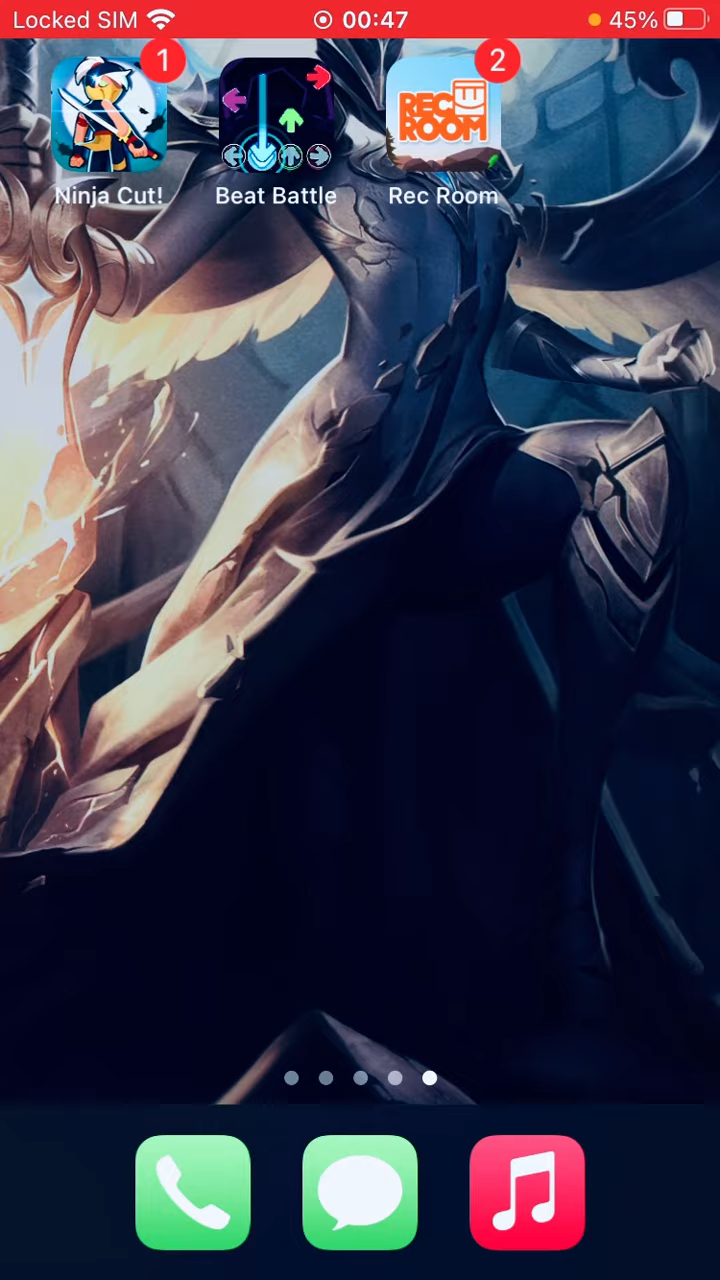 Locked SIM 00:47 45%
1 2
REC
ROOM
Ninja Cut! Beat Battle Rec Room